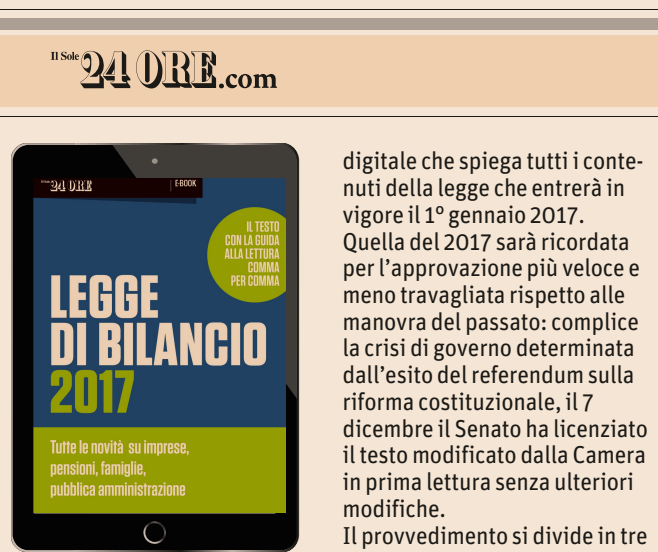 Il Sole
24 ORE.com
Il Sole
24 ORE
E-BOOK
IL TESTO
CON LA GUIDA
ALLA LETTURA
COMMA
PER COMMA
LEGGE
DI BILANCIO
2017
Tutte le novità su imprese,
pensioni, famiglie,
pubblica amministrazione
digitale che spiega tutti i conte-
nuti della legge che entrerà in
vigore il 1º gennaio 2017.
Quella del 2017 sarà ricordata
per l’approvazione più veloce e
meno travagliata rispetto alle
manovra del passato: complice
la crisi di governo determinata
dall’esito del referendum sulla
riforma costituzionale, il 7
dicembre il Senato ha licenziato
il testo modificato dalla Camera
in prima lettura senza ulteriori
modifiche.
Il provvedimento si divide in tre